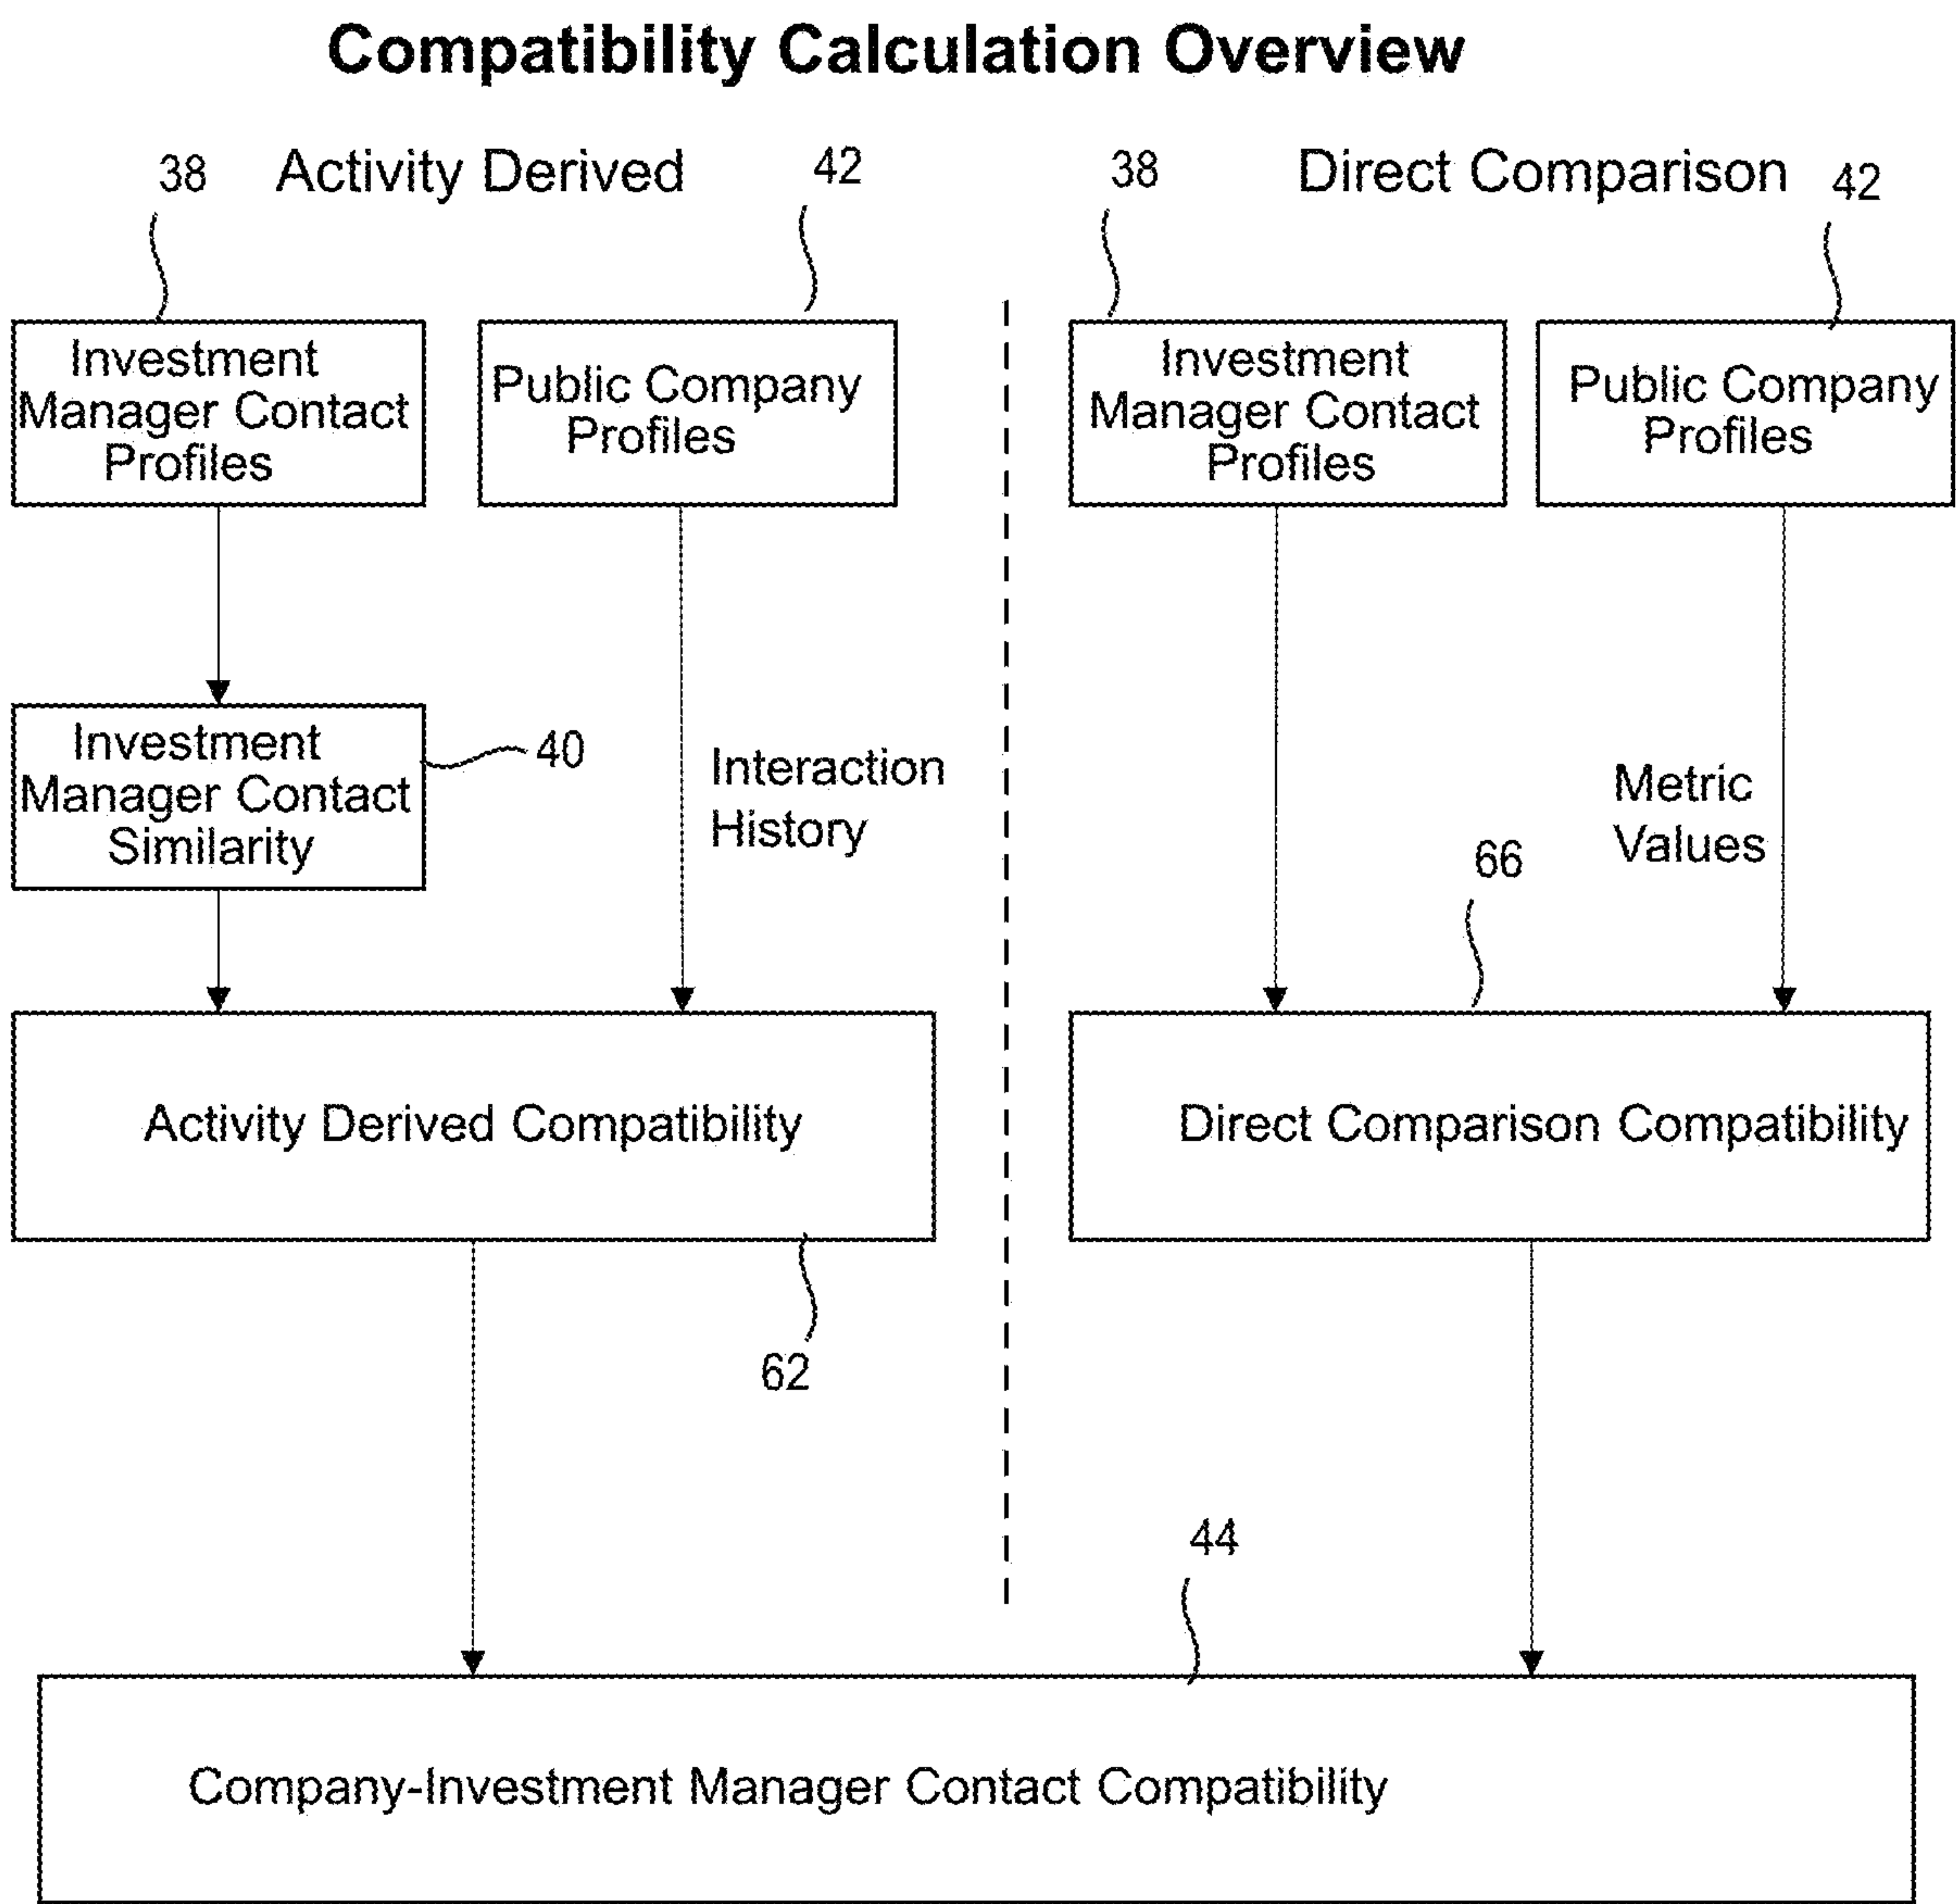 Compatibility Calculation Overview
38
Activity Derived
42
38
Direct Comparison
42
Investment
Manager Contact
Profiles
Public Company
Profiles
Investment
Manager Contact
Profiles
Public Company
Profiles
Investment
Manager Contact
Similarity
40
Interaction
History
Metric
Values
66
Activity Derived Compatibility
Direct Comparison Compatibility
62
44
Company-Investment Manager Contact Compatibility